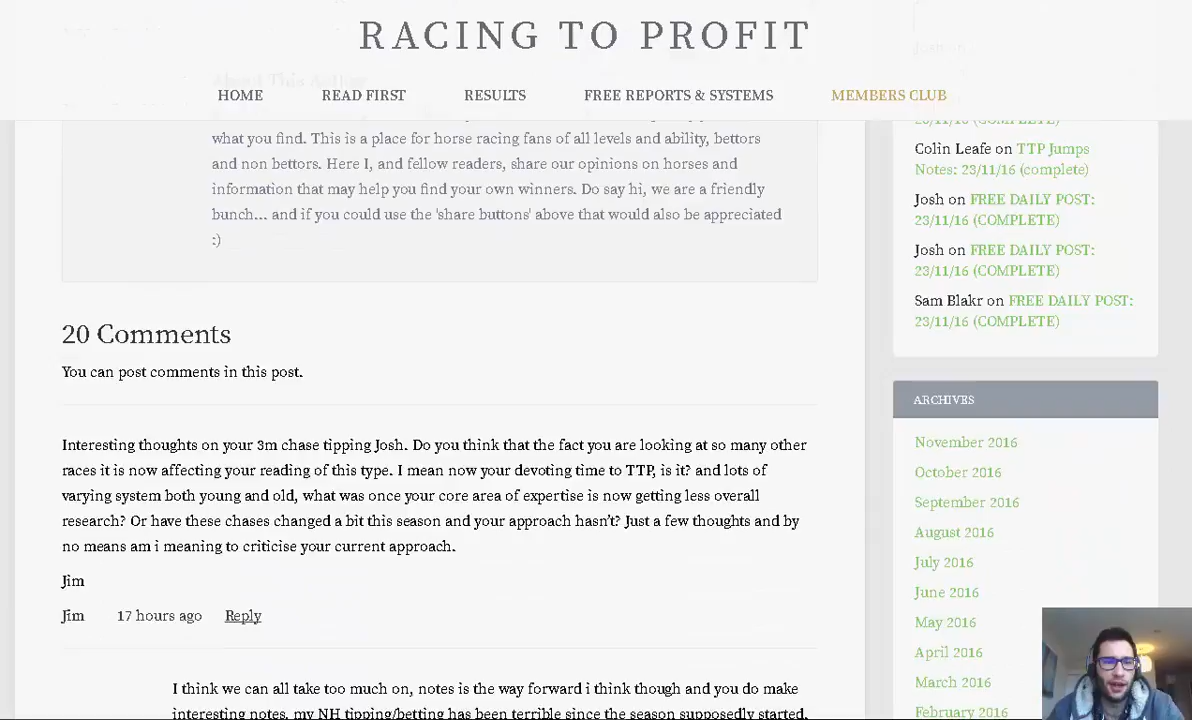 RACING TO PROFIT
HOME READ FIRST RESULTS FREE REPORTS & SYSTEMS MEMBERS CLUB
About This Author
what you find. This is a place for horse racing fans of all levels and ability, bettors
and non bettors. Here I, and fellow readers, share our opinions on horses and
information that may help you find your own winners. Do say hi, we are a friendly
bunch... and if you could use the 'share buttons' above that would also be appreciated
:)
20 Comments
You can post comments in this post.
Interesting thoughts on your 3m chase tipping Josh. Do you think that the fact you are looking at so many other
races it is now affecting your reading of this type. I mean now your devoting time to TTP, is it? and lots of
varying system both young and old, what was once your core area of expertise is now getting less overall
research? Or have these chases changed a bit this season and your approach hasn't? Just a few thoughts and by
no means am i meaning to criticise your current approach.
Jim
Jim 17 hours ago Reply
I think we can all take too much on, notes is the way forward i think though and you do make
interesting notes, my NH tipping/betting has been terrible since the season supposedly started,
23/11/16 (COMPLETE)
Colin Leafe on TTP Jumps
Notes: 23/11/16 (complete)
Josh on FREE DAILY POST:
23/11/16 (COMPLETE)
Josh on FREE DAILY POST:
23/11/16 (COMPLETE)
Sam Blakr on FREE DAILY POST:
23/11/16 (COMPLETE)
ARCHIVES
November 2016
October 2016
September 2016
August 2016
July 2016
June 2016
May 2016
April 2016
March 2016
February 2016